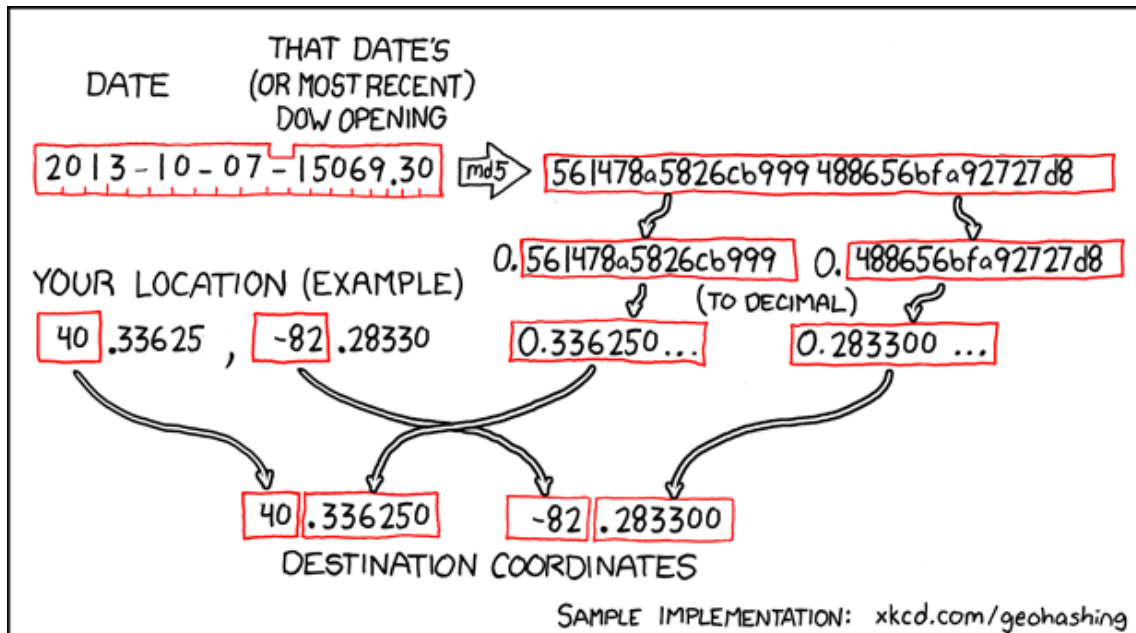 DATE
THAT DATE'S
(OR MOST RECENT)
DOW OPENING
2013-10-07-15069.30
md5
561478a5826cb999488656bfa92727d8
0.561478a5826cb999
0.488656bfa92727d8
YOUR LOCATION (EXAMPLE)
(TO DECIMAL)
40.33625, -82.28330
0.336250...
0.283300 ...
40.336250
-82.283300
DESTINATION COORDINATES
SAMPLE IMPLEMENTATION: xkcd.com/geohashing